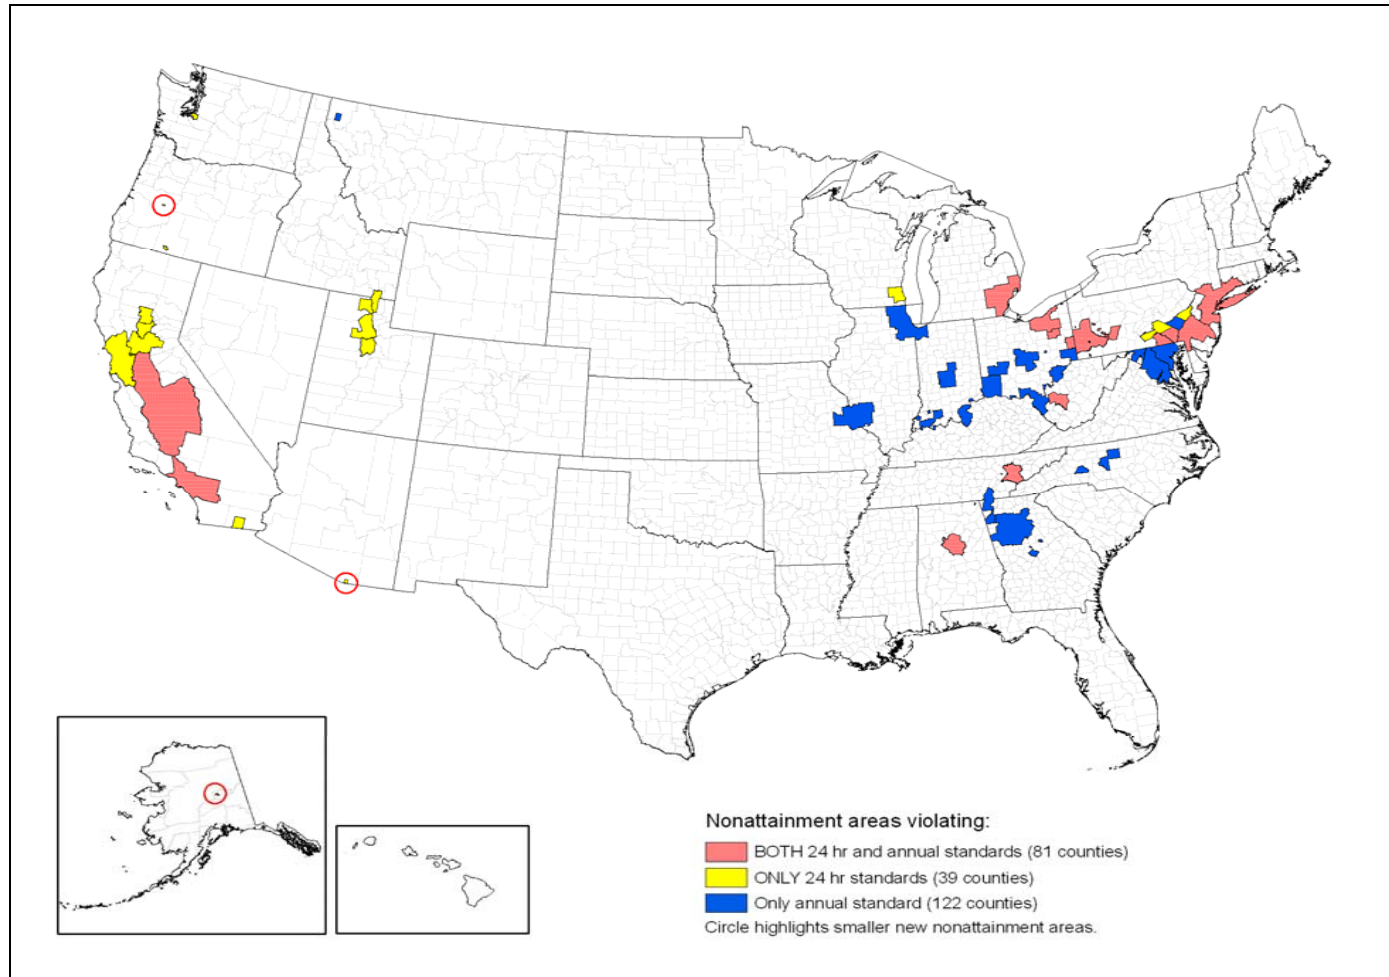 Nonattainment areas violating:
BOTH 24 hr and annual standards (81 counties)
ONLY 24 hr standards (39 counties)
Only annual standard (122 counties)
Circle highlights smaller new nonattainment areas.